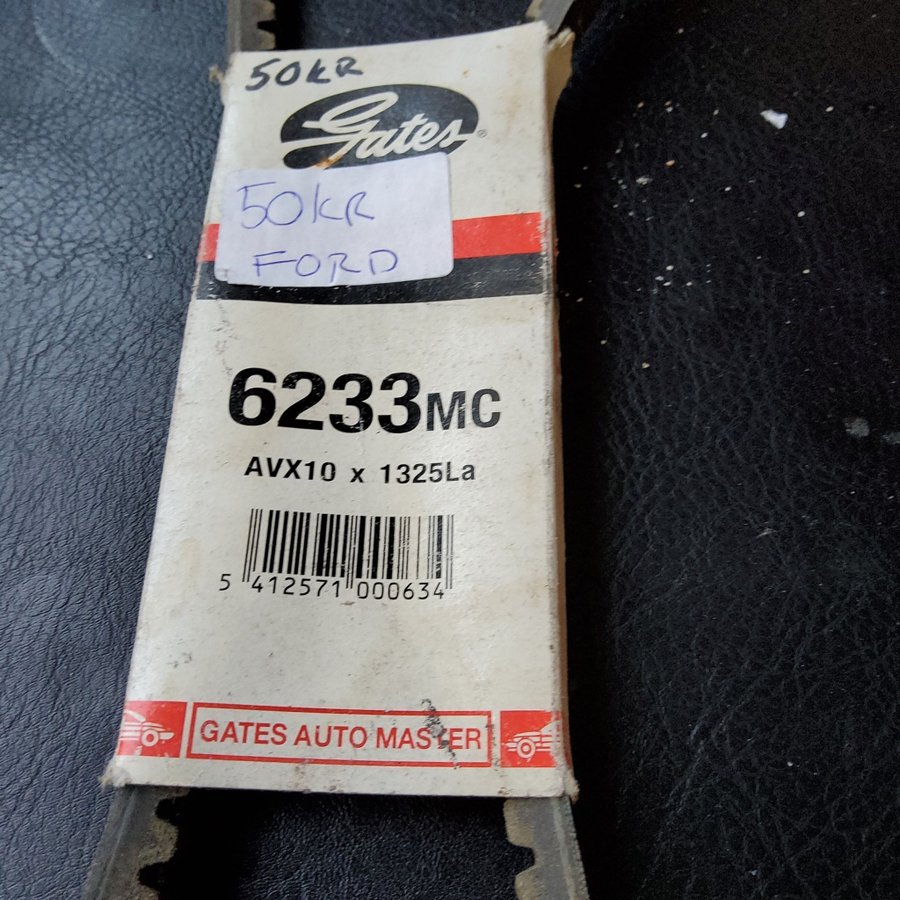 50KR
Gates®
50KR
FORD
6233MC
AVX10 x 1325La
5 412571 000634
GATES AUTO MASTER